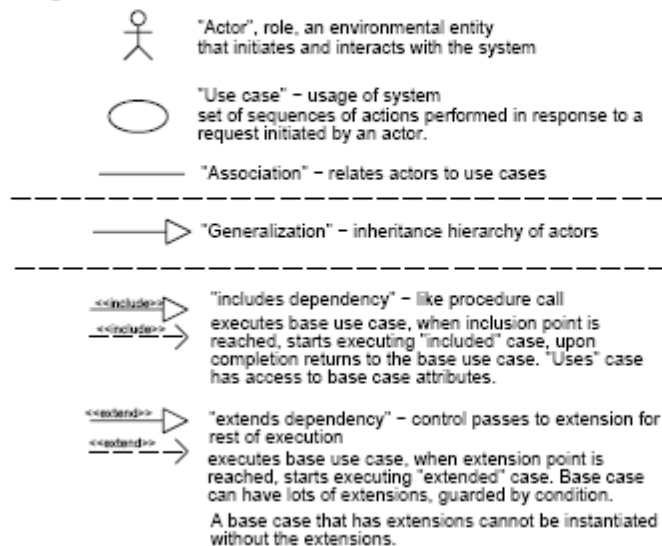 "Actor", role, an environmental entity
that initiates and interacts with the system
"Use case" – usage of system
set of sequences of actions performed in response to a
request initiated by an actor.
"Association" – relates actors to use cases
"Generalization" – inheritance hierarchy of actors
<<include>>
<<include>>
"includes dependency" – like procedure call
executes base use case, when inclusion point is
reached, starts executing "included" case, upon
completion returns to the base use case. "Uses" case
has access to base case attributes.
<<extend>>
<<extend>>
"extends dependency" – control passes to extension for
rest of execution
executes base use case, when extension point is
reached, starts executing "extended" case. Base case
can have lots of extensions, guarded by condition.
A base case that has extensions cannot be instantiated
without the extensions.